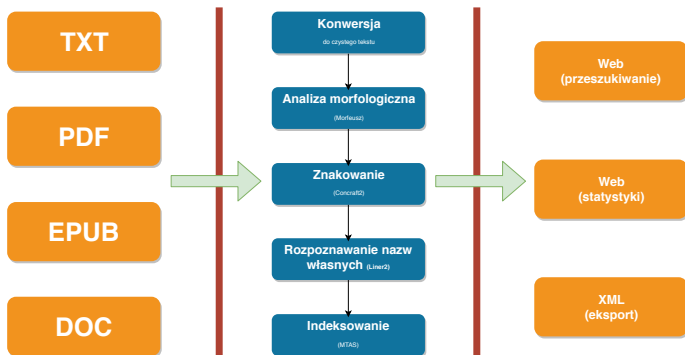 TXT
PDF
EPUB
DOC
Konwersja
do czystego tekstu
Analiza morfologiczna
(Morfeusz)
Znakowanie
(Concraft2)
Rozpoznawanie nazw
własnych (Liner2)
Indeksowanie
(MTAS)
Web
(przeszukiwanie)
Web
(statystyki)
XML
(eksport)